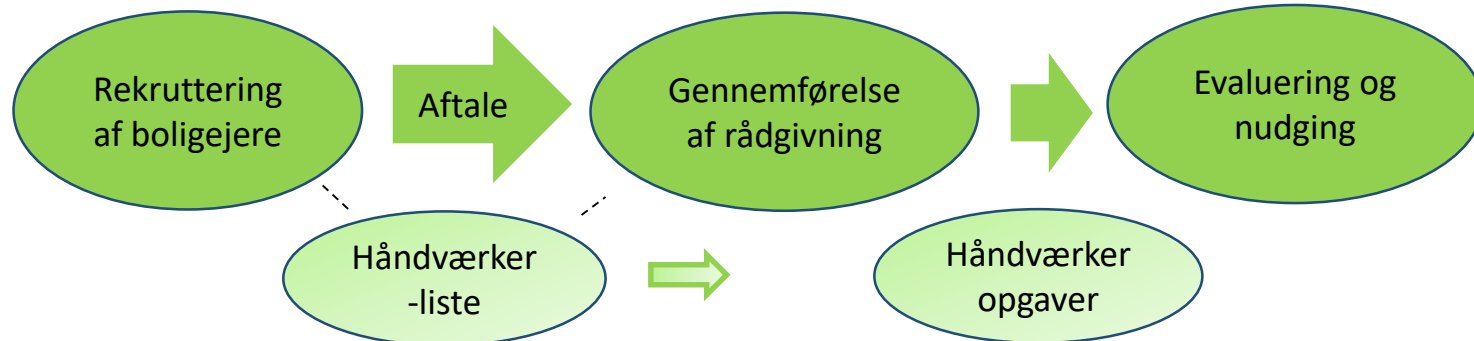 Rekruttering
af boligejere
Aftale
Gennemførelse
af rådgivning
Evaluering og
nudging
Håndværker
-liste
Håndværker
opgaver